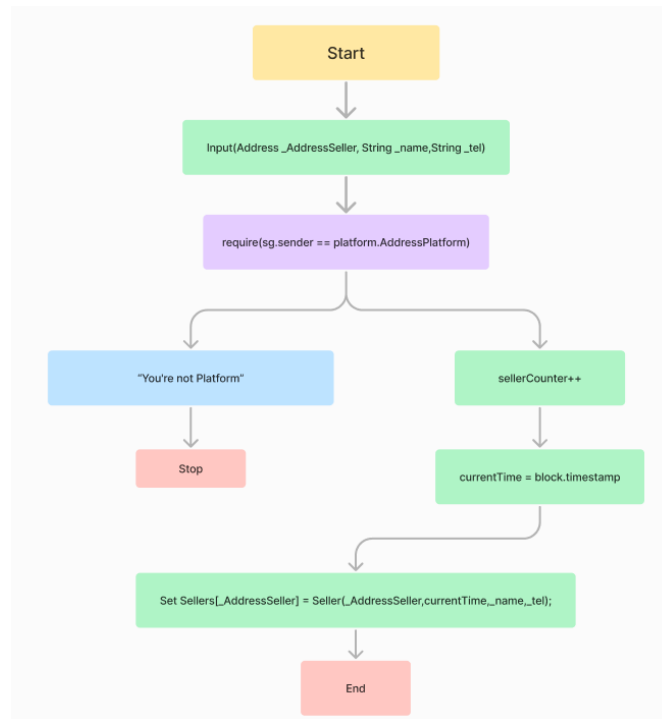 Start
Input(Address _AddressSeller, String _name,String _tel)
require(sg.sender == platform.AddressPlatform)
“You're not Platform”
sellerCounter++
Stop
currentTime = block.timestamp
Set Sellers[_AddressSeller] = Seller(_AddressSeller,currentTime,_name,_tel);
End